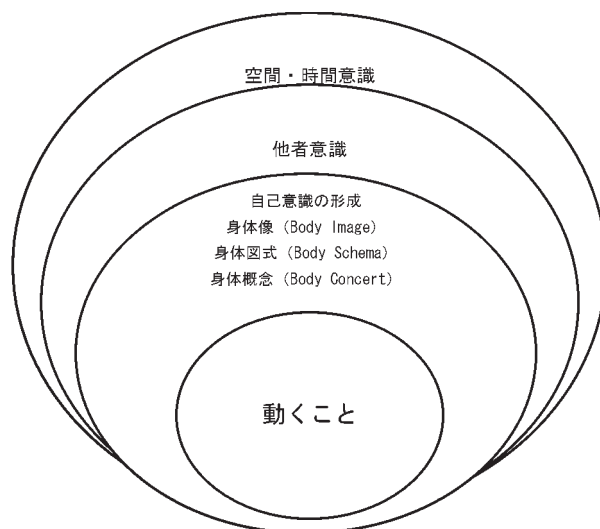 空間・時間意識
他者意識
自己意識の形成
身体像（Body Image）
身体図式（Body Schema）
身体概念（Body Concert）
動くこと